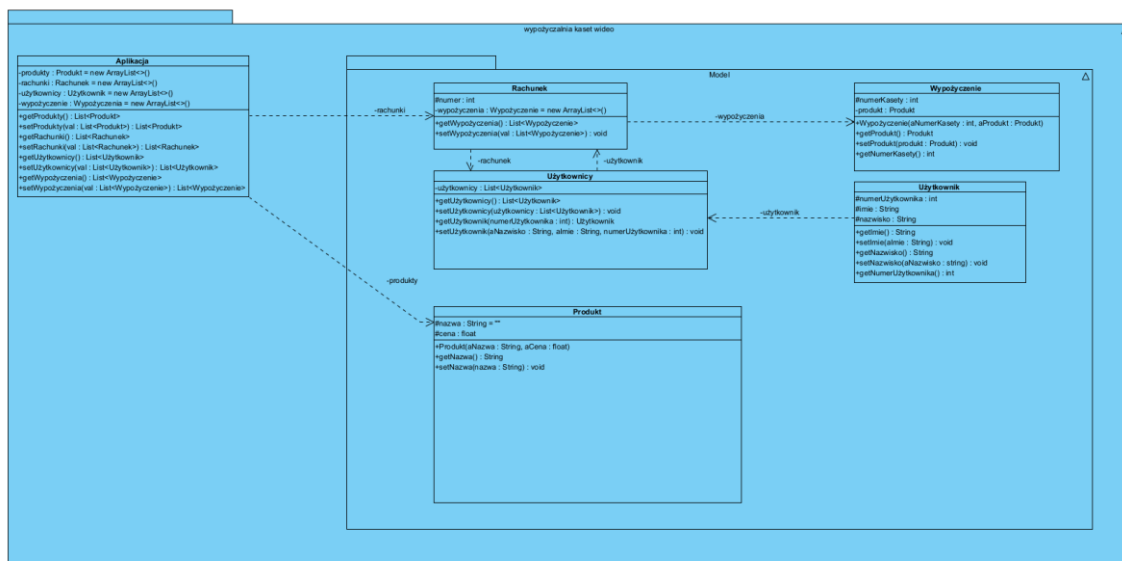 wypożyczalnia kaset wideo
Aplikacja
-produkty : Produkt = new ArrayList<>()
-rachunki : Rachunek = new ArrayList<>()
-użytkownicy : Użytkownik = new ArrayList<>()
-wypożyczenie : Wypożyczenia = new ArrayList<>()
+getProdukty() : List<Produkt>
+setProdukty(val : List<Produkt>) : List<Produkt>
+getRachunki() : List<Rachunek>
+setRachunki(val : List<Rachunek>) : List<Rachunek>
+getUżytkownicy() : List<Użytkownik>
+setUżytkownicy(val : List<Użytkownik>) : List<Użytkownik>
+getWypożyczenia() : List<Wypożyczenie>
+setWypożyczenia(val : List<Wypożyczenie>) : List<Wypożyczenie>
Model
-rachunki
Rachunek
#numer : int
-wypożyczenia : Wypożyczenie = new ArrayList<>()
+getWypożyczenia() : List<Wypożyczenie>
+setWypożyczenia(val : List<Wypożyczenie>) : void
-wypożyczenia
Wypożyczenie
#numerKasety : int
-produkt : Produkt
+Wypożyczenie(aNumerKasety : int, aProdukt : Produkt)
+getProdukt() : Produkt
+setProdukt(produkt : Produkt) : void
+getNumerKasety() : int
-rachunek
-użytkownik
Użytkownicy
-użytkownicy : List<Użytkownik>
+getUżytkownicy() : List<Użytkownik>
+setUżytkownicy(użytkownicy : List<Użytkownik>) : void
+getUżytkownik(numerUżytkownika : int) : Użytkownik
+setUżytkownik(aNazwisko : String, aImie : String, numerUżytkownika : int) : void
-użytkownik
Użytkownik
#numerUżytkownika : int
#imie : String
#nazwisko : String
+getImie() : String
+setImie(aImie : String) : void
+getNazwisko() : String
+setNazwisko(aNazwisko : string) : void
+getNumerUżytkownika() : int
-produkty
Produkt
#nazwa : String = ""
#cena : float
+Produkt(aNazwa : String, aCena : float)
+getNazwa() : String
+setNazwa(nazwa : String) : void